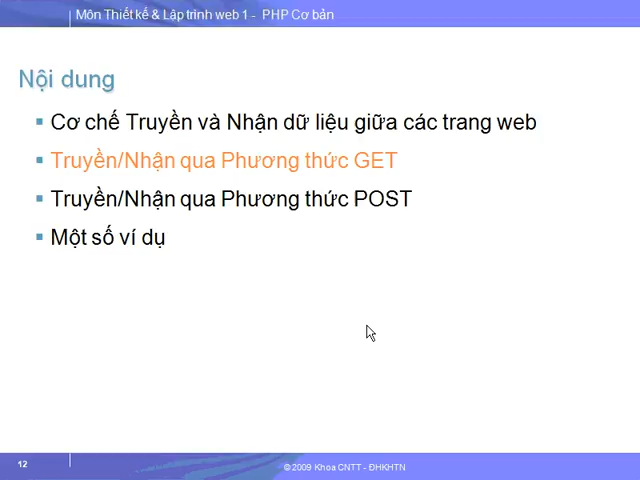 Môn Thiết kế & Lập trình web 1 - PHP Cơ bản
Nội dung
Cơ chế Truyền và Nhận dữ liệu giữa các trang web
Truyền/Nhận qua Phương thức GET
Truyền/Nhận qua Phương thức POST
Một số ví dụ
12
© 2009 Khoa CNTT - ĐHKHTN